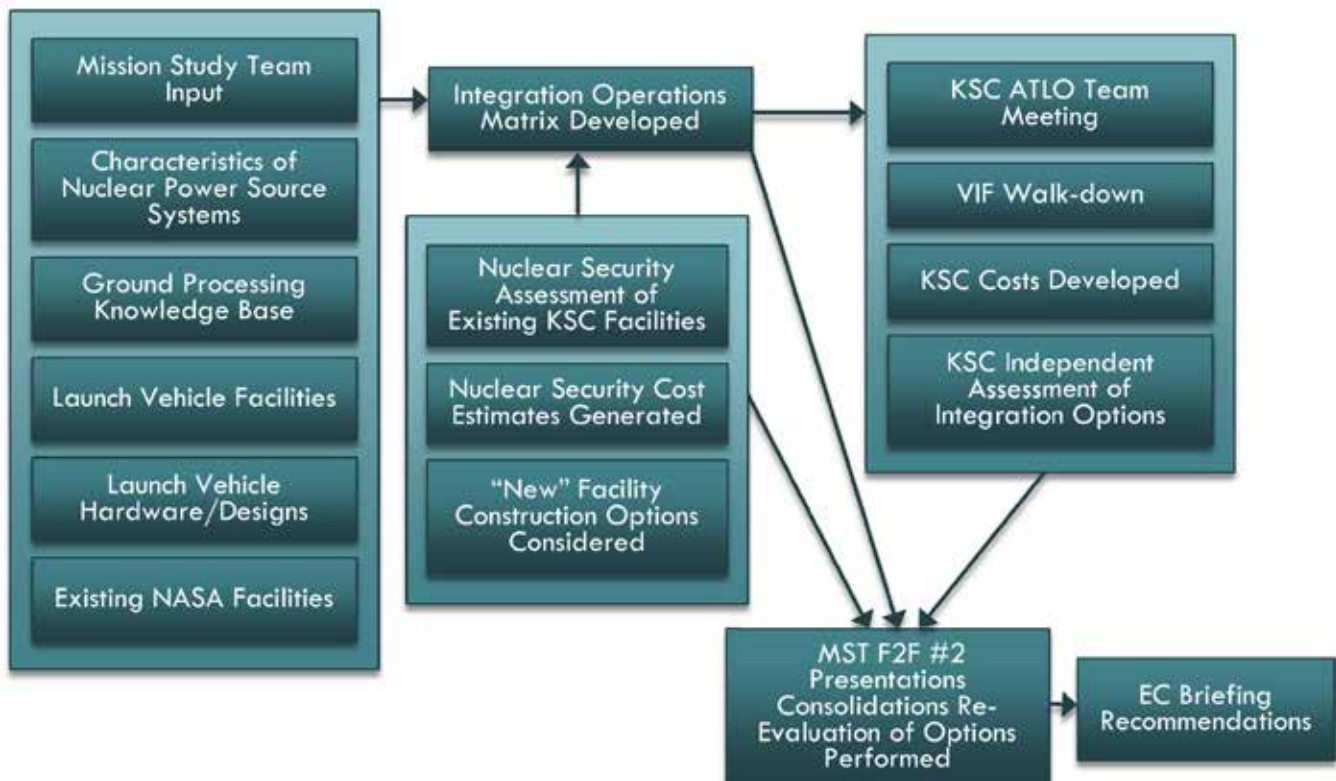 Mission Study Team
Input
Characteristics of
Nuclear Power Source
Systems
Ground Processing
Knowledge Base
Launch Vehicle Facilities
Launch Vehicle
Hardware/Designs
Existing NASA Facilities
Integration Operations
Matrix Developed
Nuclear Security
Assessment of
Existing KSC Facilities
Nuclear Security Cost
Estimates Generated
“New” Facility
Construction Options
Considered
KSC ATLO Team
Meeting
VIF Walk-down
KSC Costs Developed
KSC Independent
Assessment of
Integration Options
MST F2F #2
Presentations
Consolidations Re-
Evaluation of Options
Performed
EC Briefing
Recommendations